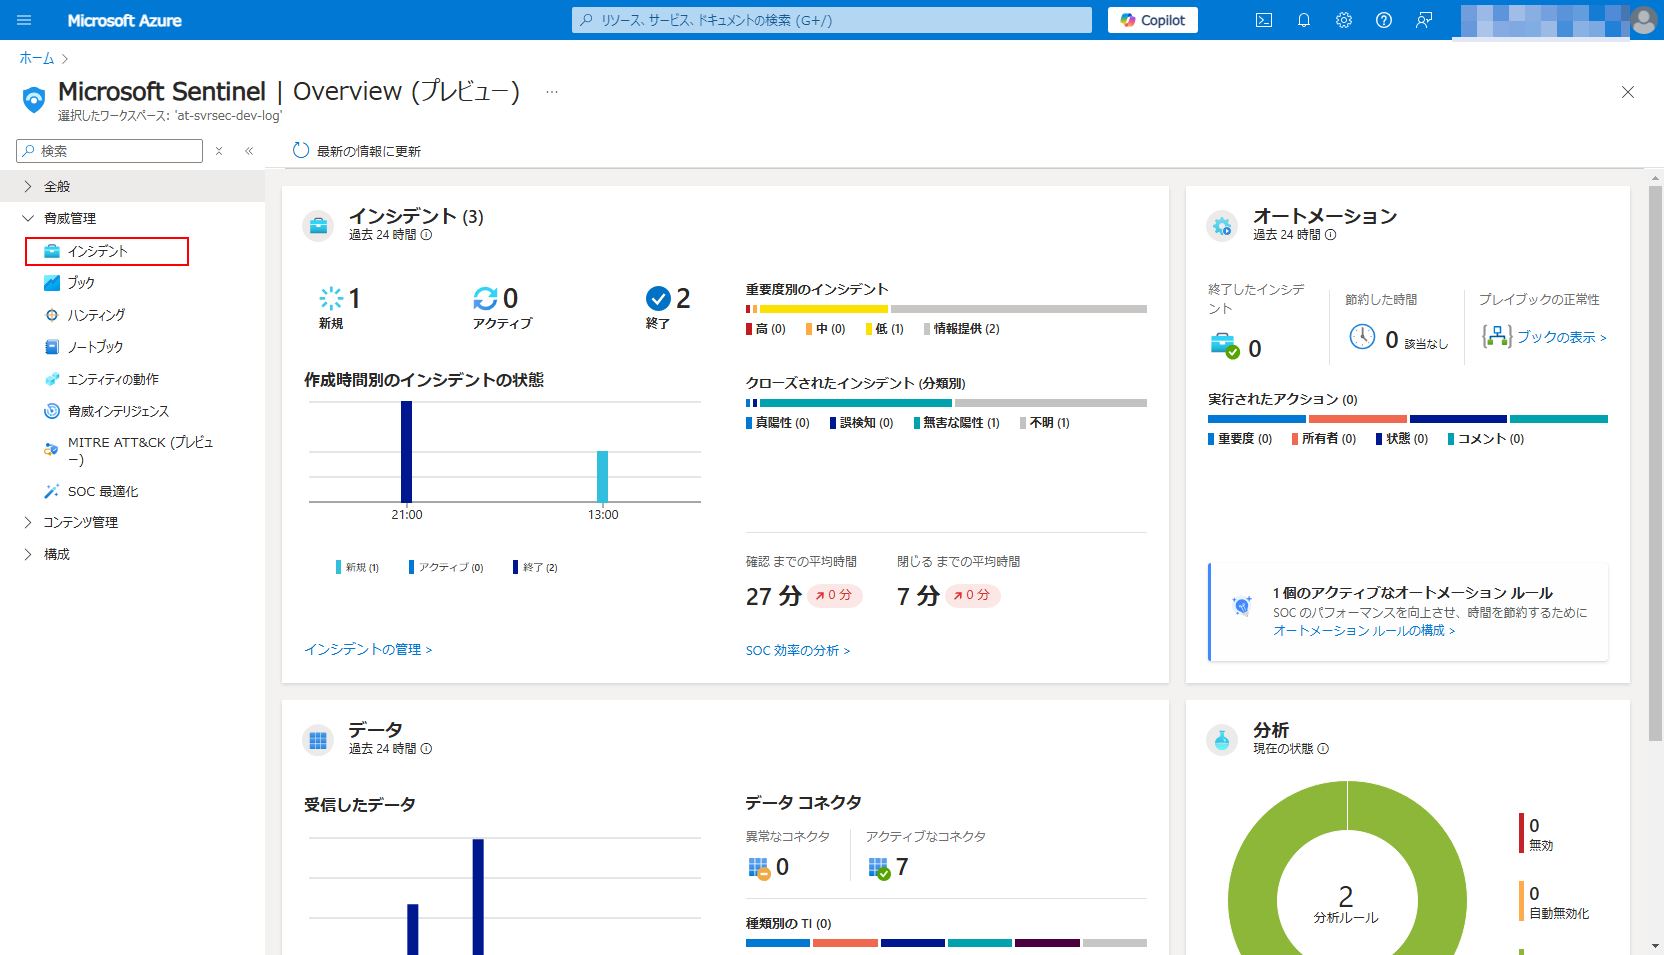 Microsoft Azure
リソース、サービス、ドキュメントの検索 (G+/)
Copilot
ホーム
Microsoft Sentinel | Overview (プレビュー) …
選択したワークスペース: 'at-svrsec-dev-log'
検索
最新の情報に更新
全般
脅威管理
インシデント
ブック
ハンティング
ノートブック
エンティティの動作
脅威インテリジェンス
MITRE ATT&CK (プレビュ
ー)
SOC 最適化
コンテンツ管理
構成
インシデント (3)
過去 24 時間
1
新規
0
アクティブ
2
終了
作成時間別のインシデントの状態
21:00
13:00
新規 (1)
アクティブ (0)
終了 (2)
インシデントの管理 >
重要度別のインシデント
高 (0)
中 (0)
低 (1)
情報提供 (2)
クローズされたインシデント (分類別)
真陽性 (0)
誤検知 (0)
無害な陽性 (1)
不明 (1)
確認 までの平均時間
27 分
0 分
閉じる までの平均時間
7 分
0 分
SOC 効率の分析 >
オートメーション
過去 24 時間
終了したインシデ
ント
0
節約した時間
0 該当なし
プレイブックの正常性
ブックの表示 >
実行されたアクション (0)
重要度 (0)
所有者 (0)
状態 (0)
コメント (0)
1 個のアクティブなオートメーション ルール
SOC のパフォーマンスを向上させ、時間を節約するために
オートメーション ルールの構成 >
データ
過去 24 時間
受信したデータ
データ コネクタ
異常なコネクタ
0
アクティブなコネクタ
7
種類別の TI (0)
分析
現在の状態
2
分析ルール
0
無効
0
自動無効化